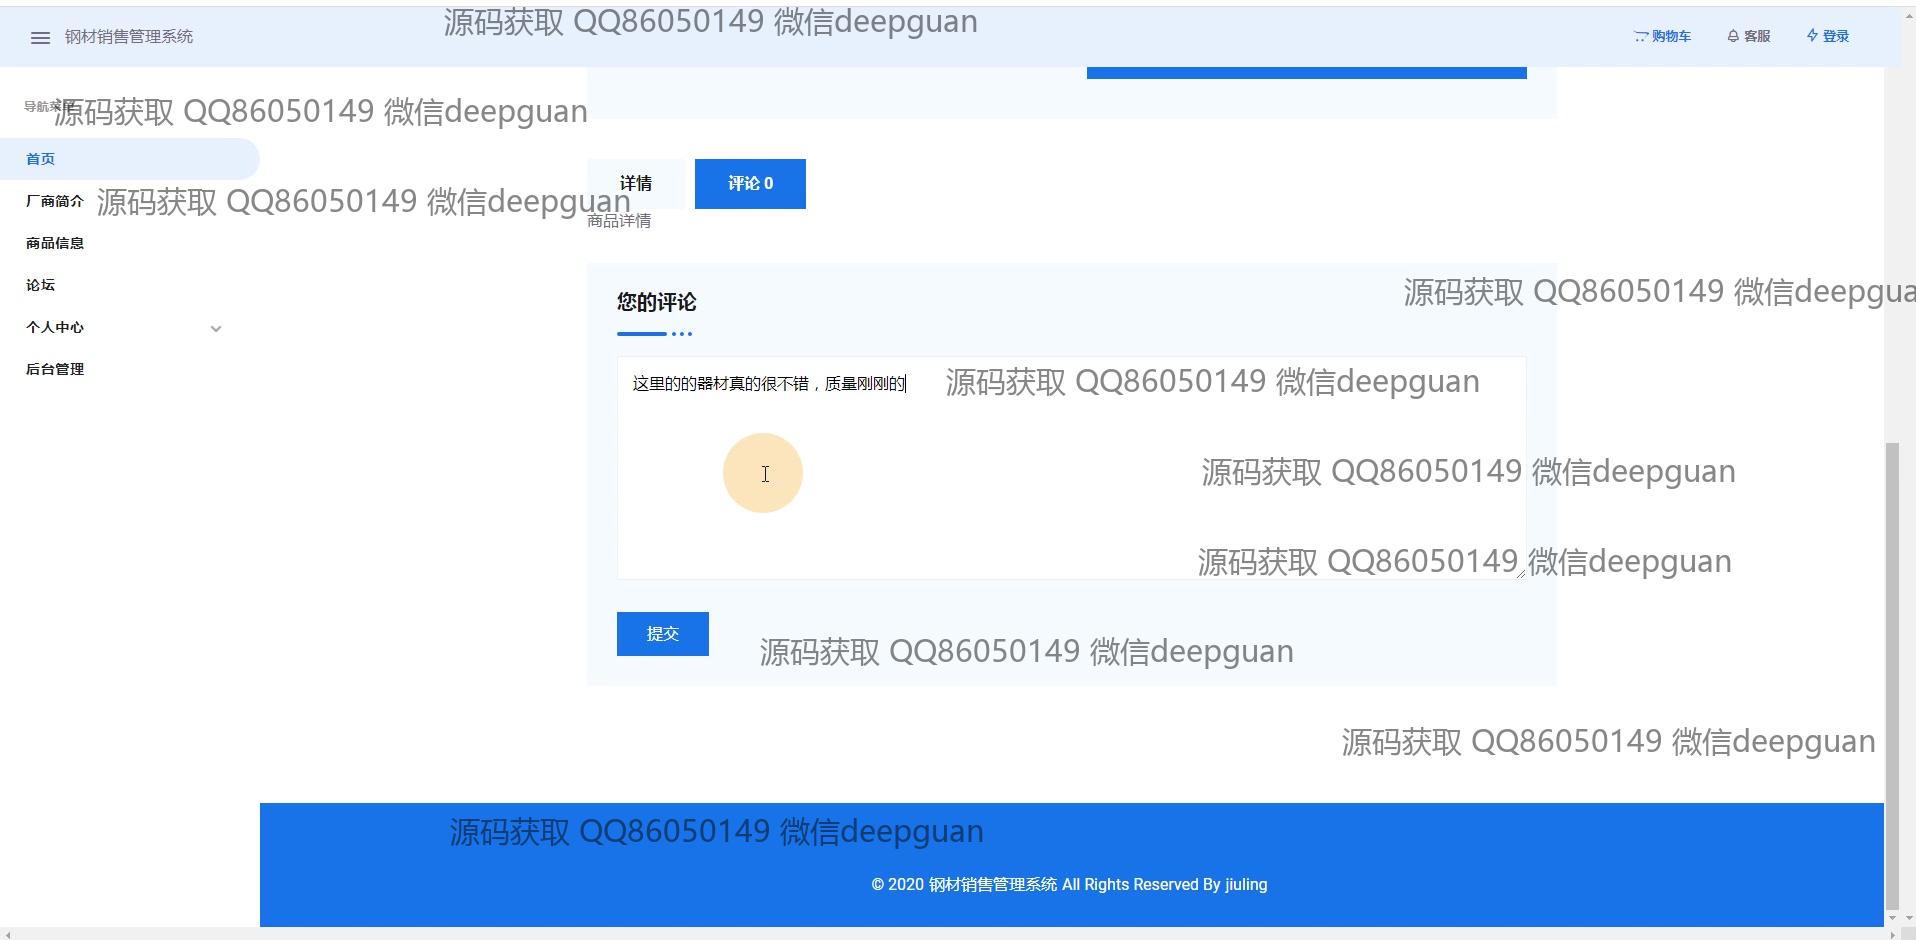 源码获取 QQ86050149 微信deepguan
钢材销售管理系统
购物车
客服
登录
导航菜单
源码获取 QQ86050149 微信deepguan
首页
详情
评论 0
厂商简介
源码获取 QQ86050149 微信deepguan
商品详情
商品信息
论坛
源码获取 QQ86050149 微信deepgua
您的评论
个人中心
后台管理
这里的的器材真的很不错，质量刚刚的
源码获取 QQ86050149 微信deepguan
源码获取 QQ86050149 微信deepguan
源码获取 QQ86050149 微信deepguan
提交
源码获取 QQ86050149 微信deepguan
源码获取 QQ86050149 微信deepguan
源码获取 QQ86050149 微信deepguan
© 2020 钢材销售管理系统 All Rights Reserved By jiuling